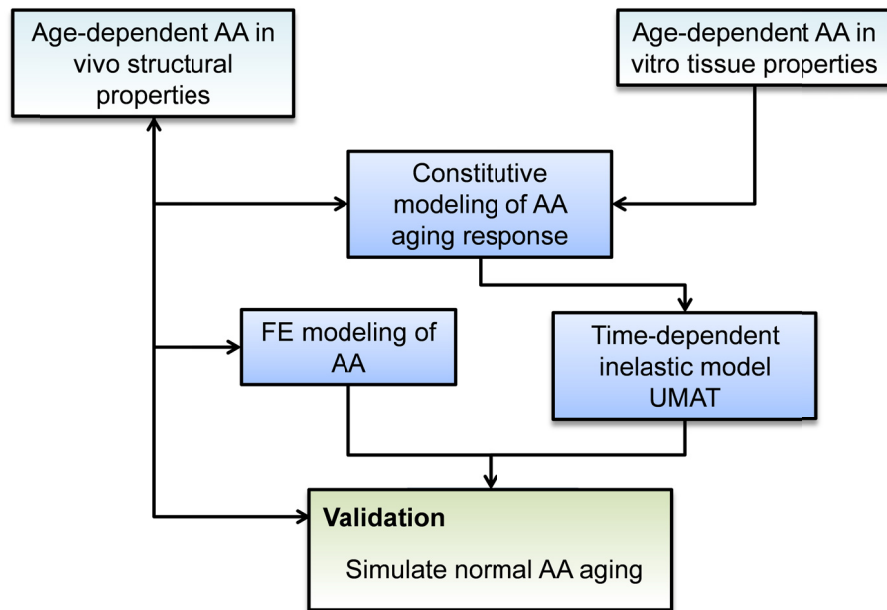 Age-dependent AA in
vivo structural
properties
Age-dependent AA in
vitro tissue properties
Constitutive
modeling of AA
aging response
FE modeling of
AA
Time-dependent
inelastic model
UMAT
Validation
Simulate normal AA aging